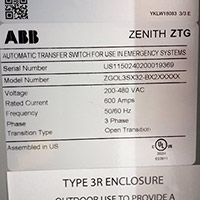 YKLW18083 3/3 E
ABB ZENITH ZTG
AUTOMATIC TRANSFER SWITCH FOR USE IN EMERGENCY SYSTEMS
Serial Number US1150240200019369
Model Number ZGOL3SX32-BX2XXXXX
Voltage 200-480 VAC
Rated Current 600 Amps
Frequency 50/60 Hz
Phase 3 Phase
Transition Type Open Transition
Assembled in US
UL LISTED
TYPE 3R ENCLOSURE
OUTDOOR USE TO PROVIDE A